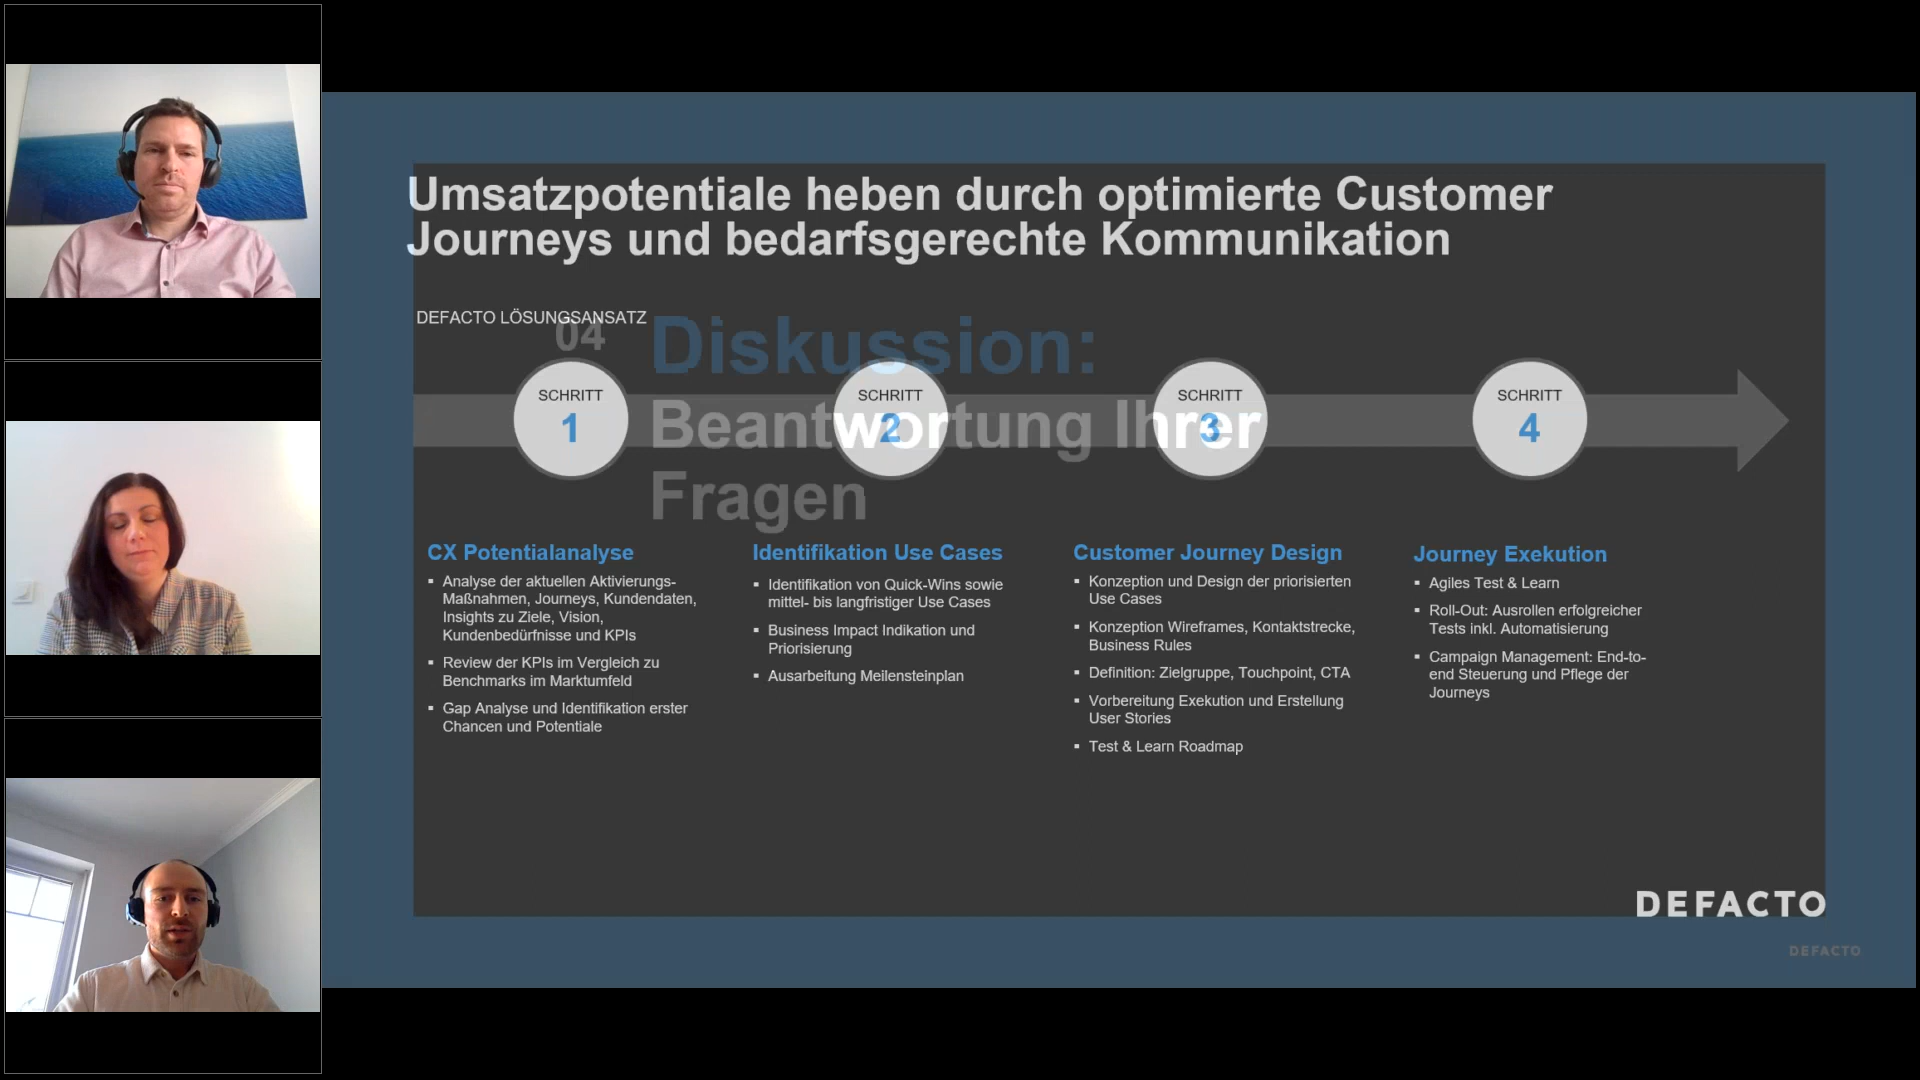 Umsatzpotentiale heben durch optimierte Customer
Journeys und bedarfsgerechte Kommunikation
DEFACTO LÖSUNGSANSATZ
04
Diskussion:
Beantwortung Ihrer
Fragen
SCHRITT
1
SCHRITT
2
SCHRITT
3
SCHRITT
4
CX Potentialanalyse
▪ Analyse der aktuellen Aktivierungs-
Maßnahmen, Journeys, Kundendaten,
Insights zu Ziele, Vision,
Kundenbedürfnisse und KPIs
▪ Review der KPIs im Vergleich zu
Benchmarks im Marktumfeld
▪ Gap Analyse und Identifikation erster
Chancen und Potentiale
Identifikation Use Cases
▪ Identifikation von Quick-Wins sowie
mittel- bis langfristiger Use Cases
▪ Business Impact Indikation und
Priorisierung
▪ Ausarbeitung Meilensteinplan
Customer Journey Design
▪ Konzeption und Design der priorisierten
Use Cases
▪ Konzeption Wireframes, Kontaktstrecke,
Business Rules
▪ Definition: Zielgruppe, Touchpoint, CTA
▪ Vorbereitung Exekution und Erstellung
User Stories
▪ Test & Learn Roadmap
Journey Exekution
▪ Agiles Test & Learn
▪ Roll-Out: Ausrollen erfolgreicher
Tests inkl. Automatisierung
▪ Campaign Management: End-to-
end Steuerung und Pflege der
Journeys
DEFACTO
DEFACTO